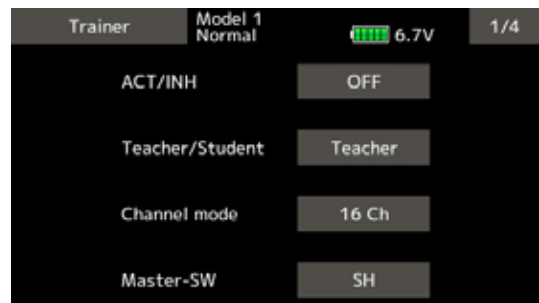 Trainer
Model 1
Normal
6.7V
1/4
ACT/INH
OFF
Teacher/Student
Teacher
Channel mode
16 Ch
Master-SW
SH